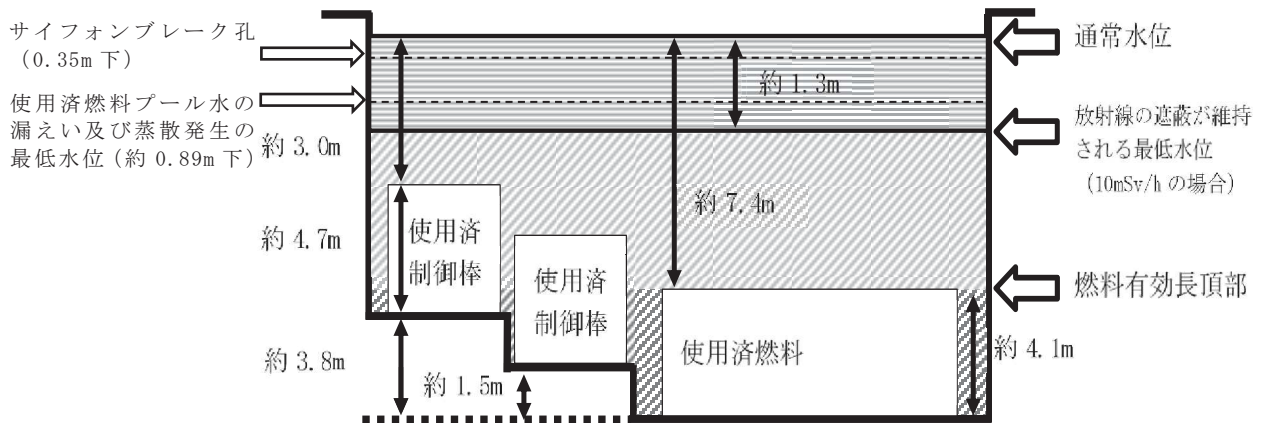 サイフォンブレーク孔
(0.35m 下)
使用済燃料プール水の
漏えい及び蒸散発生の
最低水位(約 0.89m 下)
約 3.0m
約 4.7m
約 3.8m
約 1.5m
使用済
制御棒
使用済
制御棒
約 1.3m
約 7.4m
使用済燃料
通常水位
放射線の遮蔽が維持
される最低水位
(10mSv/h の場合)
燃料有効長頂部
約 4.1m